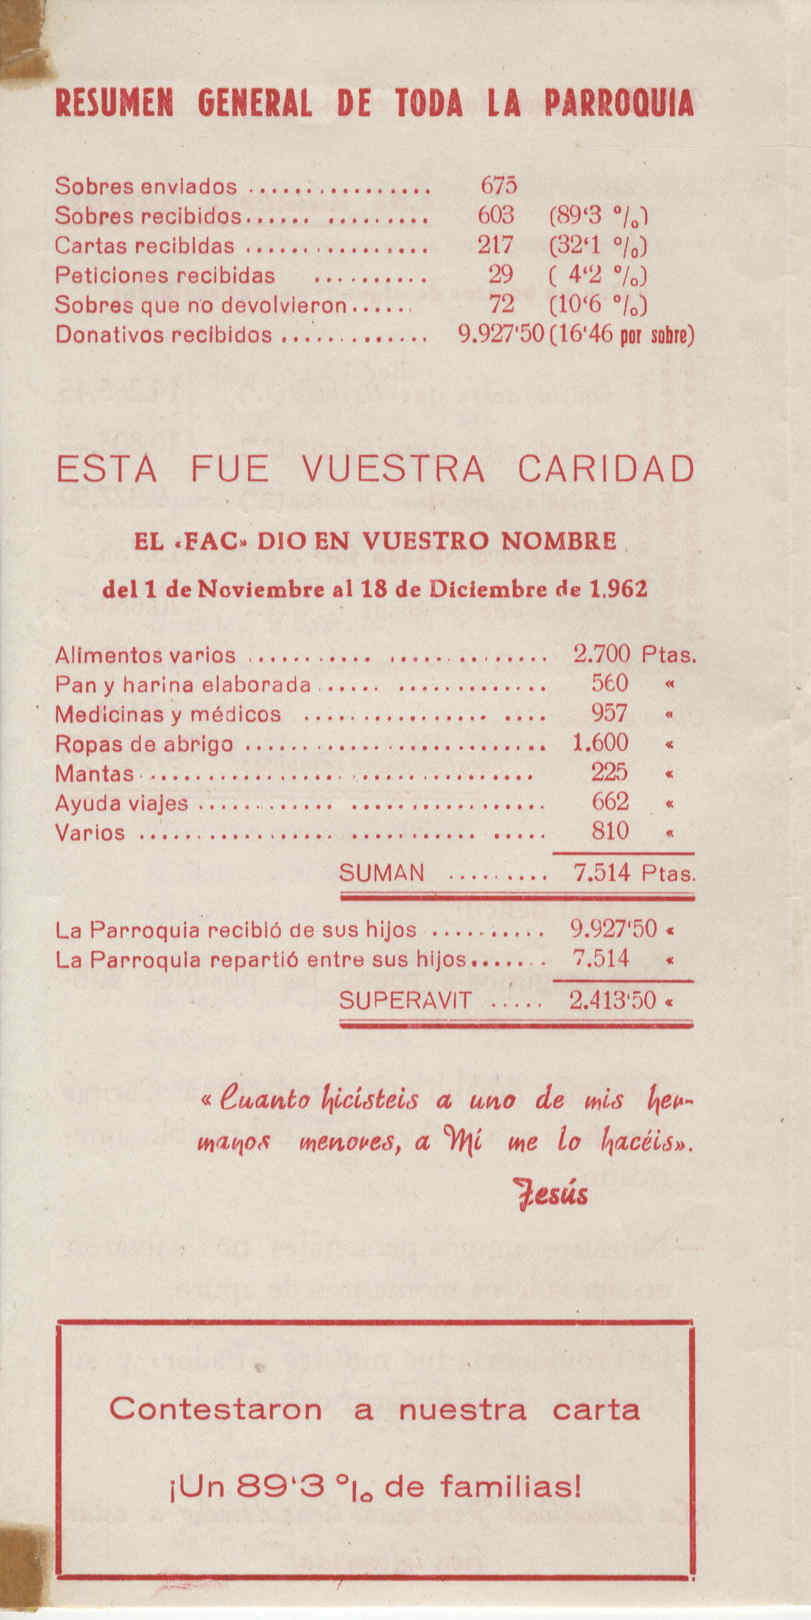 RESUMEN GENERAL DE TODA LA PARROQUIA
Sobres enviados ................ 675
Sobres recibidos...... ......... 603 (89'3 %)
Cartas recibidas ................ 217 (32'1 %)
Peticiones recibidas .......... 29 ( 4'2 %)
Sobres que no devolvieron...... 72 (10'6 %)
Donativos recibidos ............. 9.927'50 (16'46 por sobre)
ESTA FUE VUESTRA CARIDAD
EL «FAC» DIO EN VUESTRO NOMBRE
del 1 de Noviembre al 18 de Diciembre de 1.962
Alimentos varios ........... .............. 2.700 Ptas.
Pan y harina elaborada ...... ............. 560 «
Medicinas y médicos ................ .... 957 «
Ropas de abrigo .......................... 1.600 «
Mantas .................................. 225 «
Ayuda viajes ............ ................. 662 «
Varios ................. ............ ..... 810 «
SUMAN ......... 7.514 Ptas.
La Parroquia recibió de sus hijos .......... 9.927'50 «
La Parroquia repartió entre sus hijos....... 7.514 «
SUPERAVIT ..... 2.413'50 «
« Cuanto hicísteis a uno de mis her-
manos menores, a Mí me lo hacéis».
Jesús
Contestaron a nuestra carta
¡Un 89'3 % de familias!